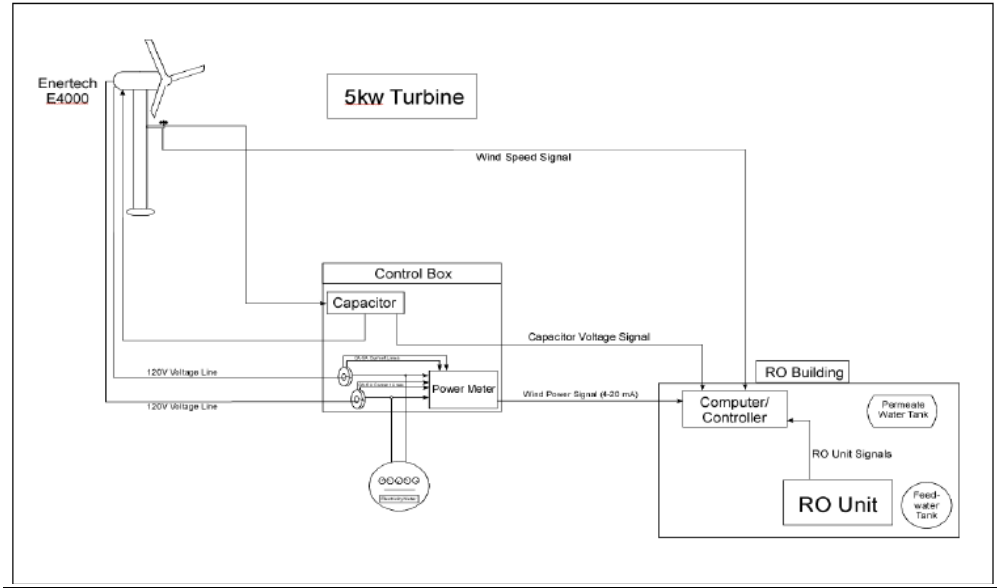 Enertech
E4000
5kw Turbine
Wind Speed Signal
Control Box
Capacitor
Capacitor Voltage Signal
120V Voltage Line
Power Meter
120V Voltage Line
Wind Power Signal (4-20 mA)
RO Building
Computer/
Controller
Permeate
Water Tank
RO Unit Signals
RO Unit
Feed-
water
Tank